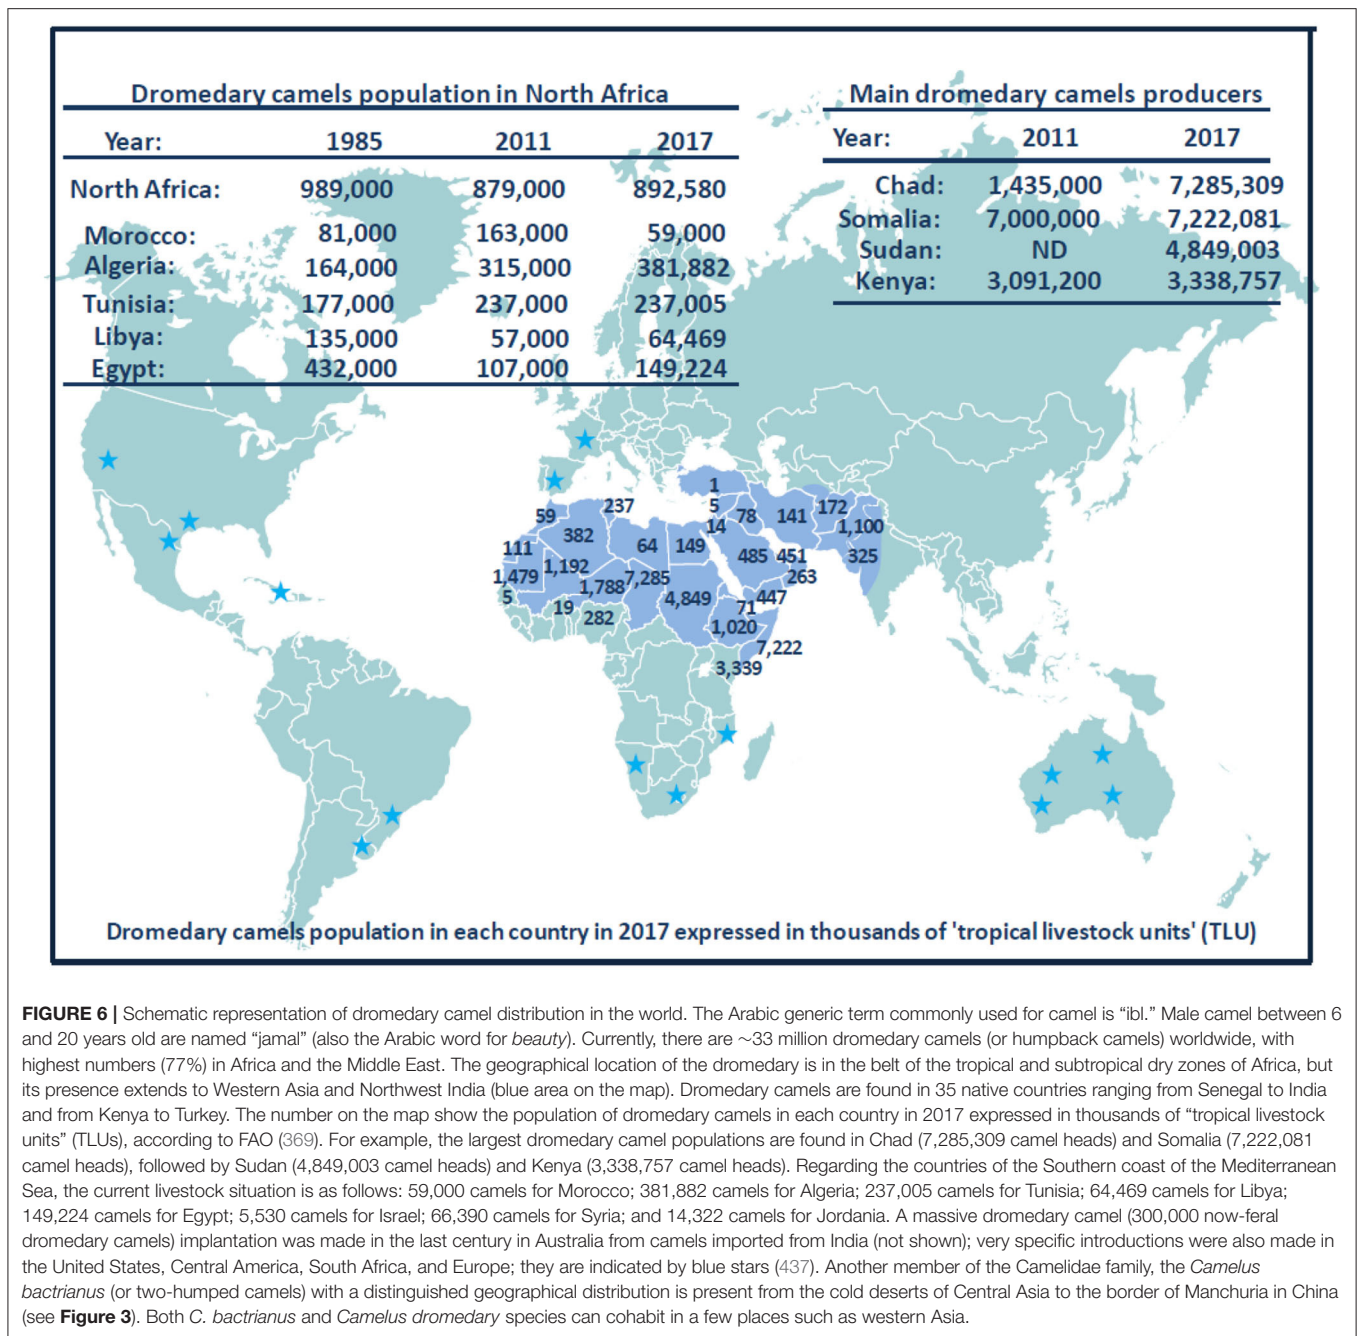 Dromedary camels population in North Africa
Year: 1985 2011 2017
North Africa: 989,000 879,000 892,580
Morocco: 81,000 163,000 59,000
Algeria: 164,000 315,000 381,882
Tunisia: 177,000 237,000 237,005
Libya: 135,000 57,000 64,469
Egypt: 432,000 107,000 149,224
Main dromedary camels producers
Year: 2011 2017
Chad: 1,435,000 7,285,309
Somalia: 7,000,000 7,222,081
Sudan: ND 4,849,003
Kenya: 3,091,200 3,338,757
1
5
14
78
141
172
1,100
325
59
237
382
64
149
485
451
263
447
111
1,479
5
1,192
1,788
7,285
4,849
71
1,020
7,222
3,339
19
282
Dromedary camels population in each country in 2017 expressed in thousands of 'tropical livestock units' (TLU)
FIGURE 6 | Schematic representation of dromedary camel distribution in the world. The Arabic generic term commonly used for camel is “ibl.” Male camel between 6
and 20 years old are named “jamal” (also the Arabic word for beauty). Currently, there are ∼33 million dromedary camels (or humpback camels) worldwide, with
highest numbers (77%) in Africa and the Middle East. The geographical location of the dromedary is in the belt of the tropical and subtropical dry zones of Africa, but
its presence extends to Western Asia and Northwest India (blue area on the map). Dromedary camels are found in 35 native countries ranging from Senegal to India
and from Kenya to Turkey. The number on the map show the population of dromedary camels in each country in 2017 expressed in thousands of “tropical livestock
units” (TLUs), according to FAO (369). For example, the largest dromedary camel populations are found in Chad (7,285,309 camel heads) and Somalia (7,222,081
camel heads), followed by Sudan (4,849,003 camel heads) and Kenya (3,338,757 camel heads). Regarding the countries of the Southern coast of the Mediterranean
Sea, the current livestock situation is as follows: 59,000 camels for Morocco; 381,882 camels for Algeria; 237,005 camels for Tunisia; 64,469 camels for Libya;
149,224 camels for Egypt; 5,530 camels for Israel; 66,390 camels for Syria; and 14,322 camels for Jordania. A massive dromedary camel (300,000 now-feral
dromedary camels) implantation was made in the last century in Australia from camels imported from India (not shown); very specific introductions were also made in
the United States, Central America, South Africa, and Europe; they are indicated by blue stars (437). Another member of the Camelidae family, the Camelus
bactrianus (or two-humped camels) with a distinguished geographical distribution is present from the cold deserts of Central Asia to the border of Manchuria in China
(see Figure 3). Both C. bactrianus and Camelus dromedary species can cohabit in a few places such as western Asia.